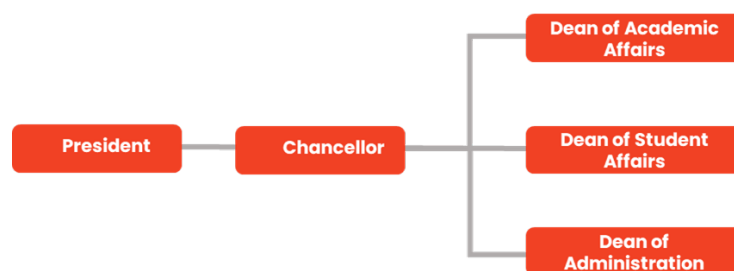 Dean of Academic
Affairs
President
Chancellor
Dean of Student
Affairs
Dean of
Administration